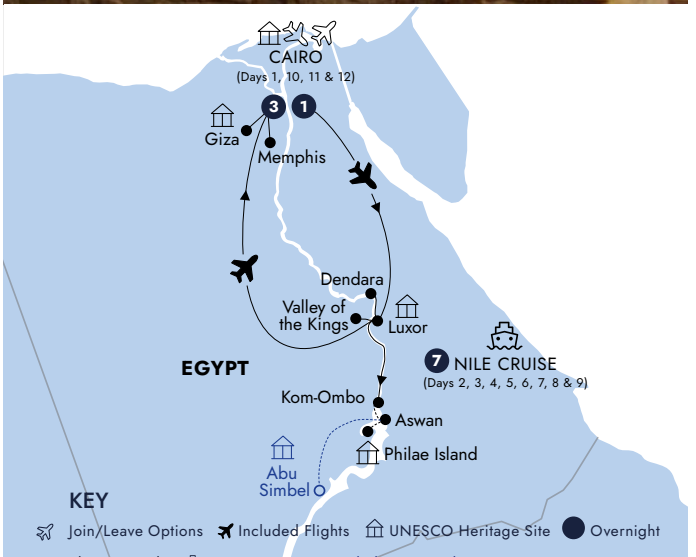 CAIRO
(Days 1, 10, 11 & 12)
3
1
Giza
Memphis
Dendara
Valley of
the Kings
Luxor
7
NILE CRUISE
(Days 2, 3, 4, 5, 6, 7, 8 & 9)
EGYPT
Kom-Ombo
Aswan
Philae Island
Abu
Simbel
KEY
Join/Leave Options Included Flights UNESCO Heritage Site Overnight